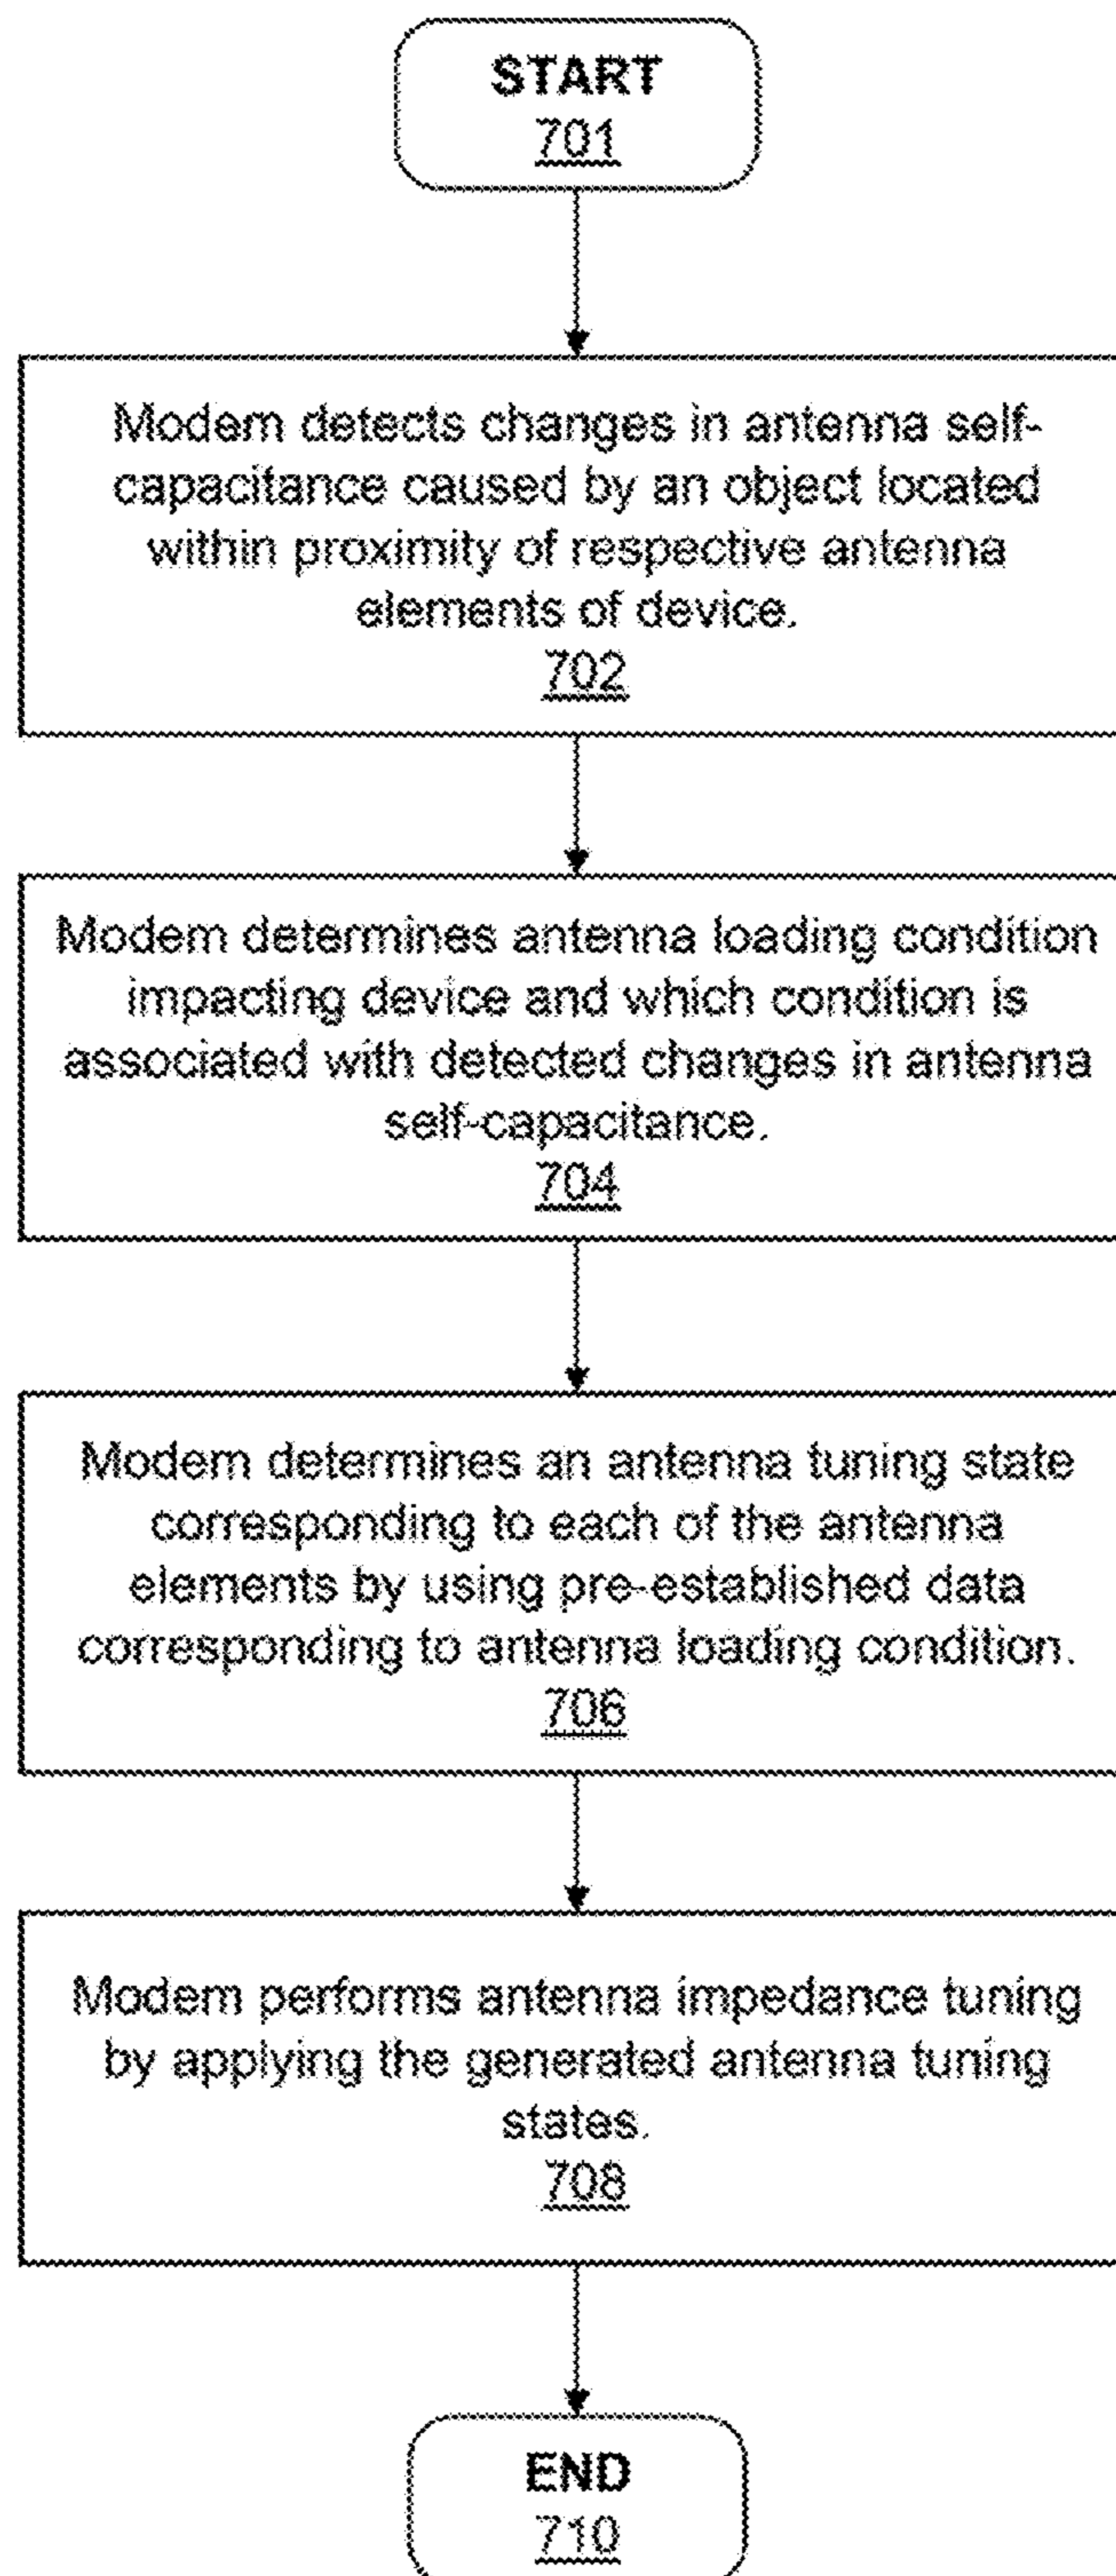 START
701
Modem detects changes in antenna self-
capacitance caused by an object located
within proximity of respective antenna
elements of device.
702
Modem determines antenna loading condition
impacting device and which condition is
associated with detected changes in antenna
self-capacitance.
704
Modem determines an antenna tuning state
corresponding to each of the antenna
elements by using pre-established data
corresponding to antenna loading condition.
706
Modem performs antenna impedance tuning
by applying the generated antenna tuning
states.
708
END
710